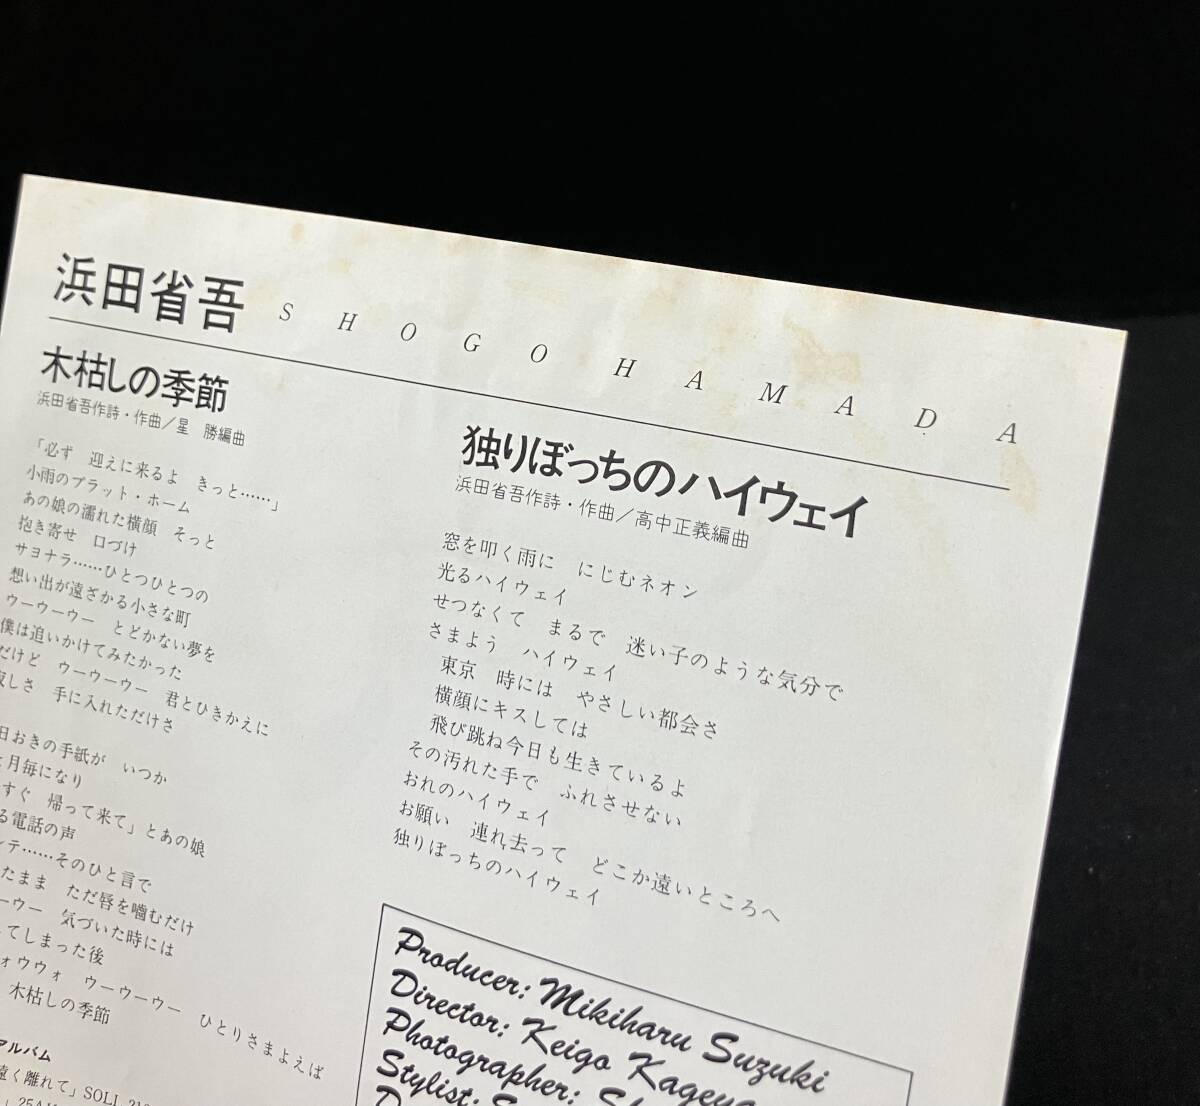 浜田省吾 SHOGO HAMADA
木枯しの季節
浜田省吾作詩・作曲／星 勝編曲
「必ず 迎えに来るよ きっと……」
小雨のプラット・ホーム
あの娘の濡れた横顔 そっと
抱き寄せ 口づけ
サヨナラ……ひとつひとつの
想い出が遠ざかる小さな町
ウーウーウー とどかない夢を
僕は追いかけてみたかった
だけど ウーウーウー 君とひきかえに
寂しさ 手に入れただけさ
日おきの手紙が いつか
月毎になり
すぐ 帰って来て」とあの娘
る電話の声
ンテ……そのひと言で
たまま ただ唇を噛むだけ
ーウー 気づいた時には
てしまった後
ォウウォ ウーウーウー ひとりさまよえば
木枯しの季節
アルバム
遠く離れて」SOLL
独りぼっちのハイウェイ
浜田省吾作詩・作曲／高中正義編曲
窓を叩く雨に にじむネオン
光るハイウェイ
せつなくて まるで 迷い子のような気分で
さまよう ハイウェイ
東京 時には やさしい都会さ
横顔にキスしては
飛び跳ね今日も生きているよ
その汚れた手で ふれさせない
おれのハイウェイ
お願い 連れ去って どこか遠いところへ
独りぼっちのハイウェイ
Producer: Mikiharu Suzuki
Director: Keigo Kageya
Photographer: Sh
Stylist: S